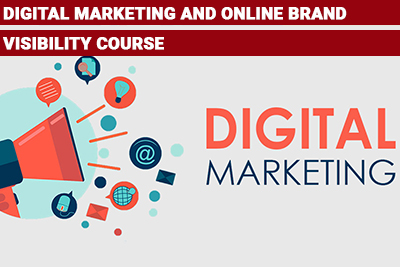 DIGITAL MARKETING AND ONLINE BRAND
VISIBILITY COURSE
@
DIGITAL
MARKETING